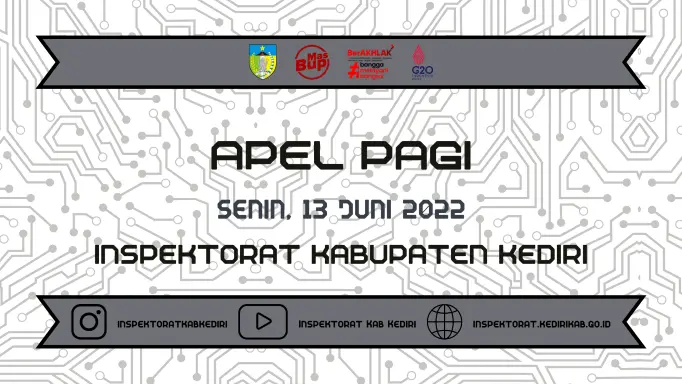 Mas
BUP
BerAKHLAK
# bangga
melayani
bangsa
G20
APEL PAGI
SENIN, 13 JUNI 2022
INSPEKTORAT KABUPATEN KEDIRI
INSPEKTORATKABKEDIRI
INSPEKTORAT KAB KEDIRI
INSPEKTORAT.KEDIRIKAB.GO.ID